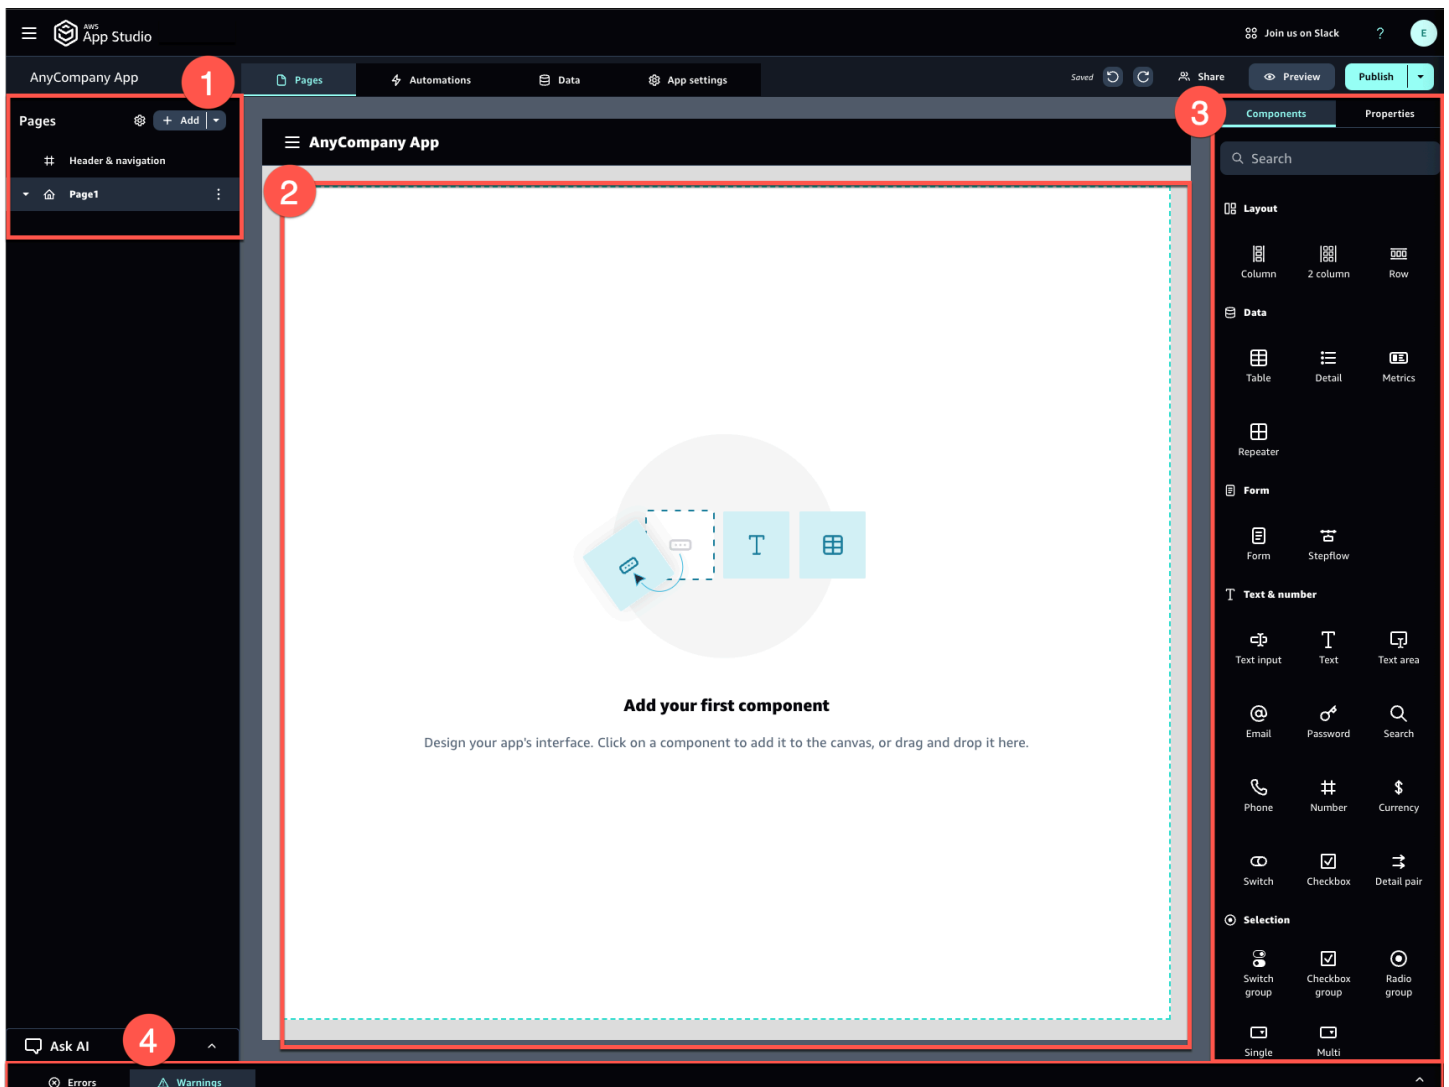 AWS
App Studio
Join us on Slack
?
E
AnyCompany App
1
Pages
Automations
Data
App settings
Saved
Share
Preview
Publish
Pages
+ Add
Header & navigation
Page1
AnyCompany App
2
Add your first component
Design your app's interface. Click on a component to add it to the canvas, or drag and drop it here.
3
Components
Properties
Search
Layout
Column
2 column
Row
Data
Table
Detail
Metrics
Repeater
Form
Form
Stepflow
Text & number
Text input
Text
Text area
Email
Password
Search
Phone
Number
Currency
Switch
Checkbox
Detail pair
Selection
Switch
group
Checkbox
group
Radio
group
Single
Multi
Ask AI
4
Errors
Warnings